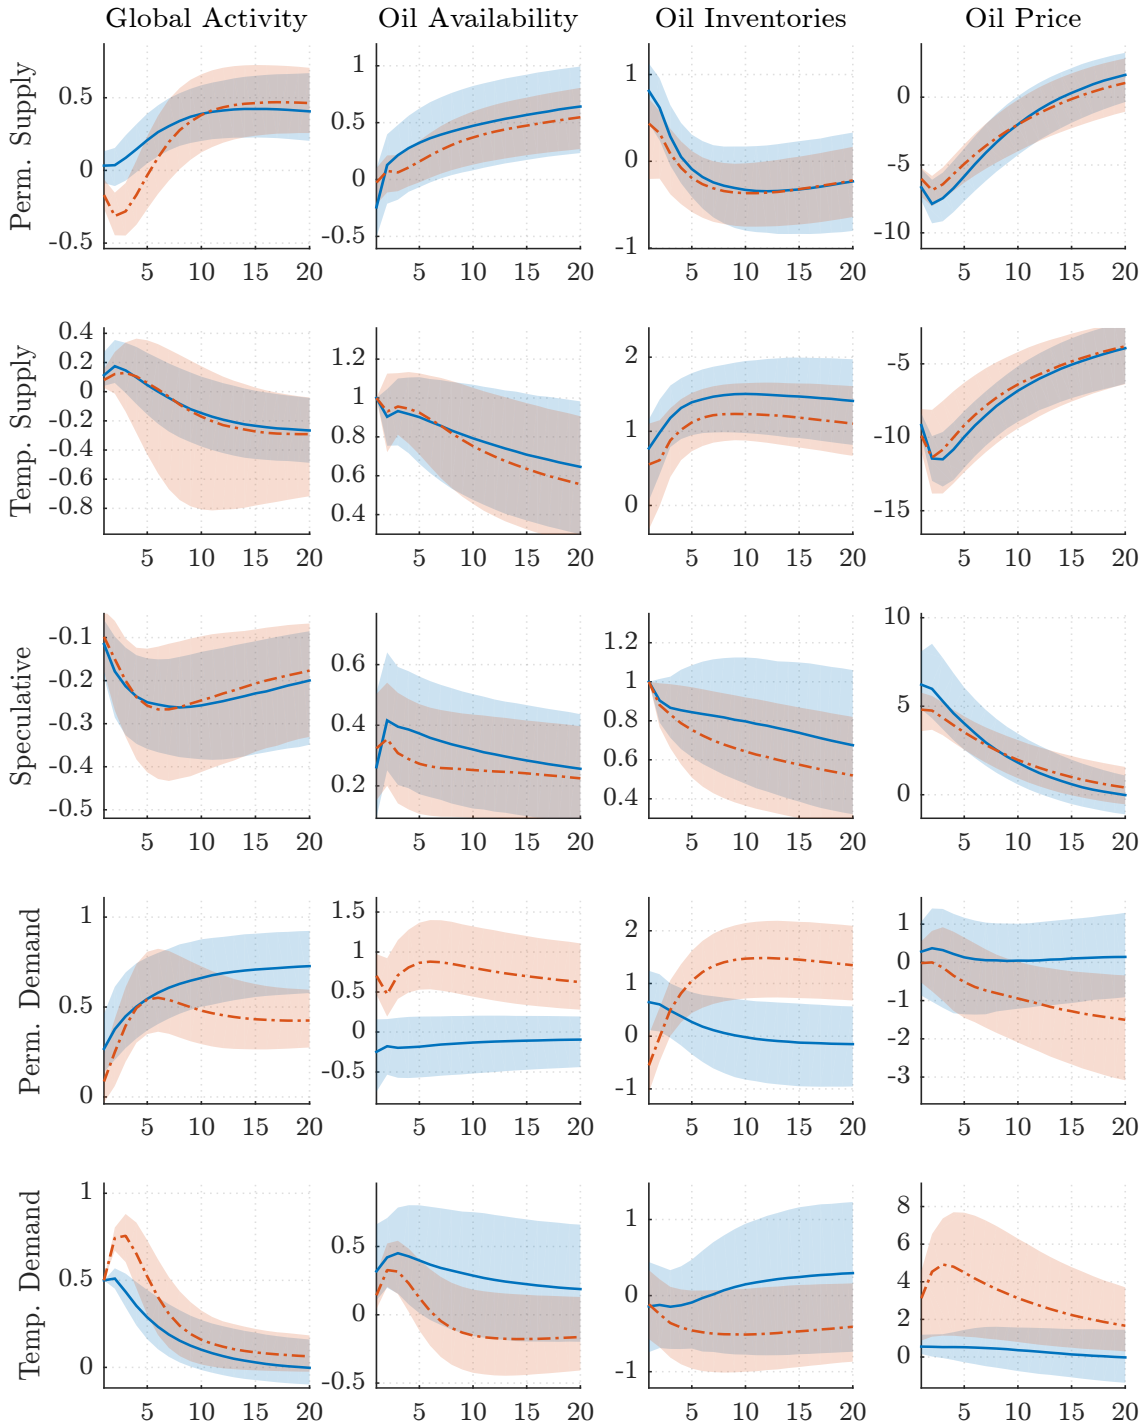 Global Activity Oil Availability Oil Inventories Oil Price
Perm. Supply
0.5 0 -0.5
5 10 15 20
1 0.5 0 -0.5
5 10 15 20
1 0 -1
5 10 15 20
0 -5 -10
5 10 15 20
Temp. Supply
0.4 0.2 0 -0.2 -0.4 -0.6 -0.8
5 10 15 20
1.2 1 0.8 0.6 0.4
5 10 15 20
2 1 0
5 10 15 20
-5 -10 -15
5 10 15 20
Speculative
-0.1 -0.2 -0.3 -0.4 -0.5
5 10 15 20
0.6 0.4 0.2
5 10 15 20
1.2 1 0.8 0.6 0.4
5 10 15 20
10 5 0
5 10 15 20
Perm. Demand
1 0.5 0
5 10 15 20
1.5 1 0.5 0 -0.5
5 10 15 20
2 1 0 -1
5 10 15 20
1 0 -1 -2 -3
5 10 15 20
Temp. Demand
1 0.5 0
5 10 15 20
0.5 0 -0.5
5 10 15 20
1 0 -1
5 10 15 20
8 6 4 2 0
5 10 15 20